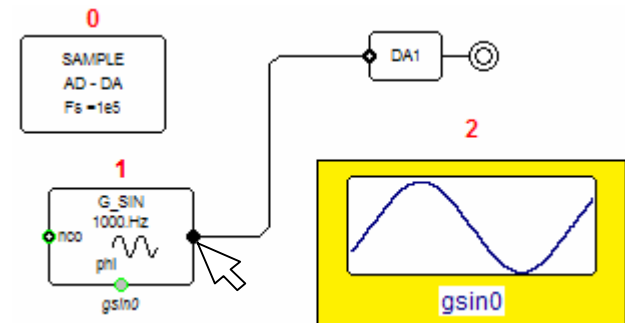 0
SAMPLE
AD - DA
Fs =1e5
DA1
2
1
G_SIN
1000.Hz
nco
phi
gsin0
gsin0